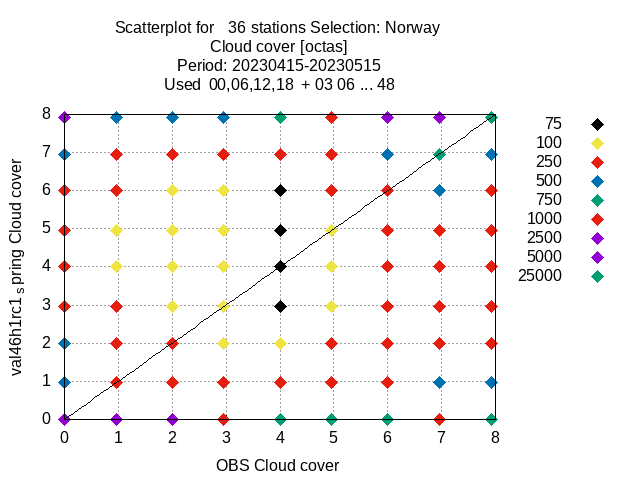 Scatterplot for 36 stations Selection: Norway
Cloud cover [octas]
Period: 20230415-20230515
Used 00,06,12,18 + 03 06 ... 48
val46h1rc1 s pring Cloud cover
8
7
6
5
4
3
2
1
0
0 1 2 3 4 5 6 7 8
OBS Cloud cover
75
100
250
500
750
1000
2500
5000
25000